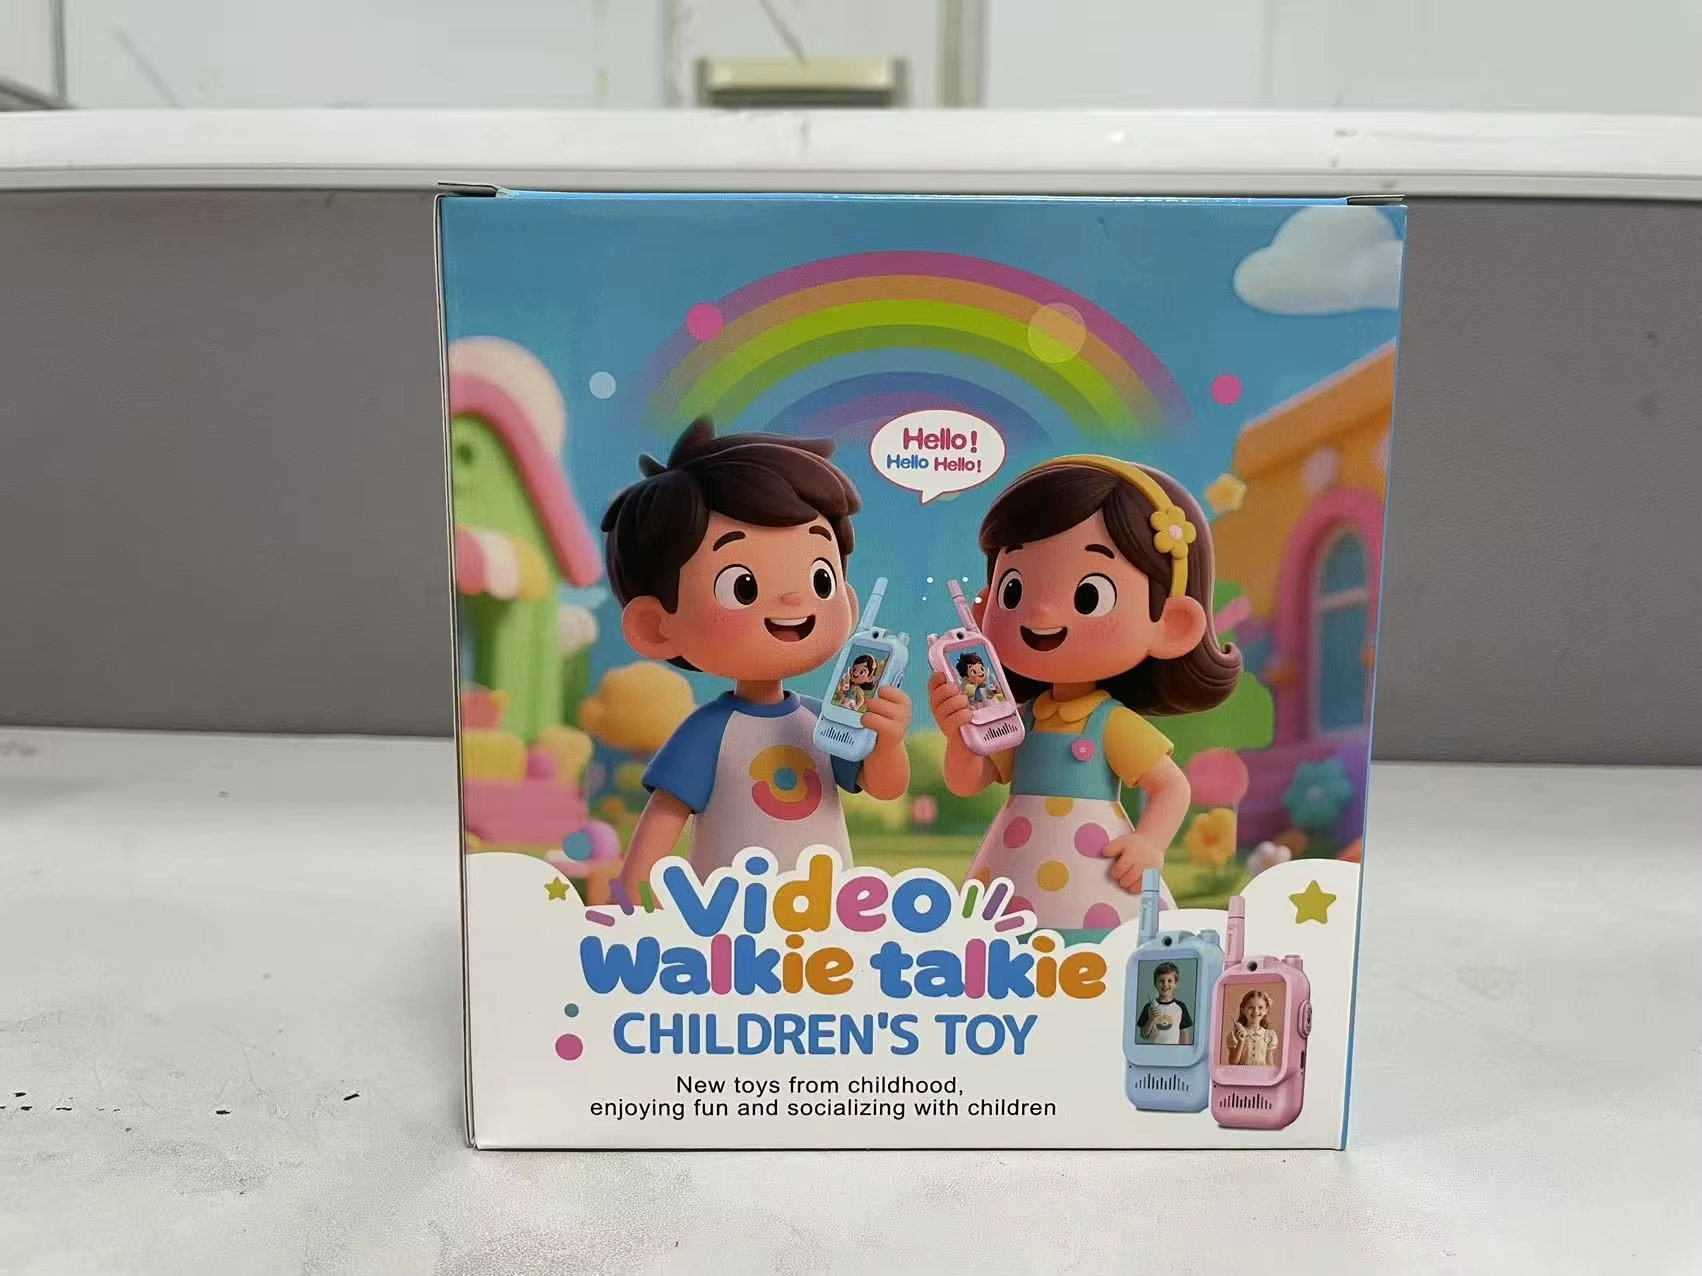 Hello!
Hello Hello!
Video
Walkie talkie
CHILDREN'S TOY
New toys from childhood,
enjoying fun and socializing with children